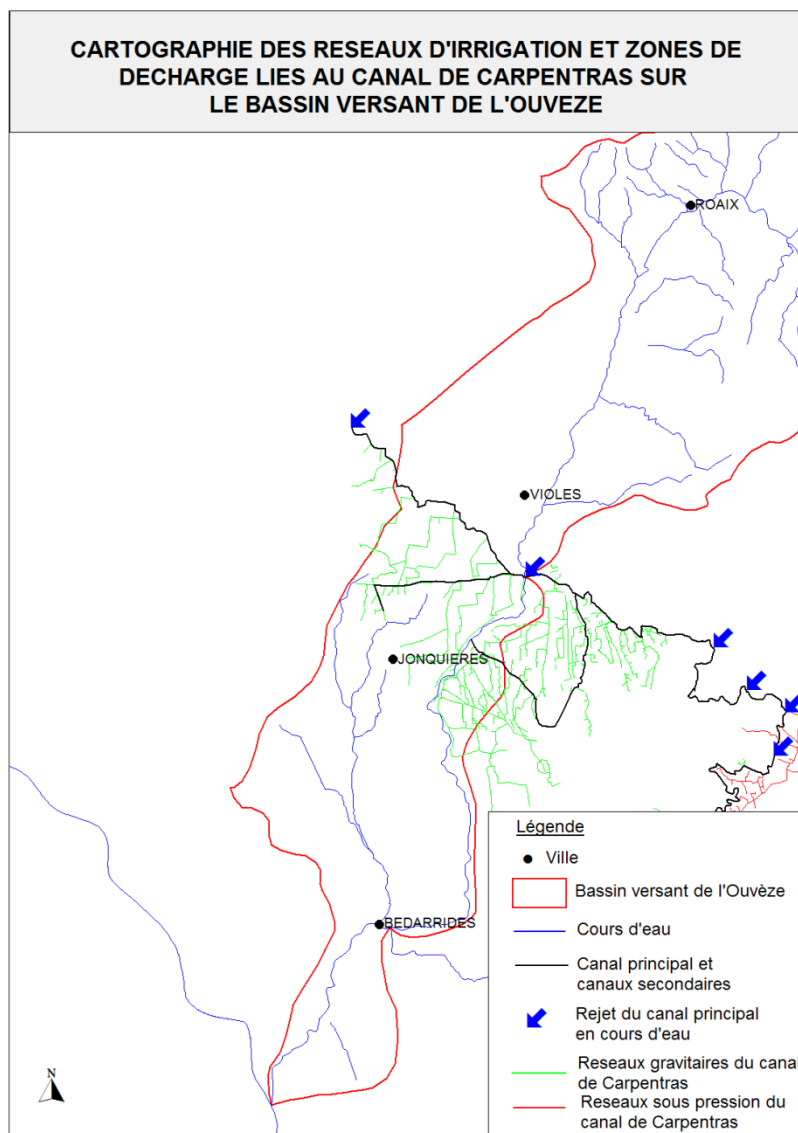 CARTOGRAPHIE DES RESEAUX D'IRRIGATION ET ZONES DE
DECHARGE LIES AU CANAL DE CARPENTRAS SUR
LE BASSIN VERSANT DE L'OUVEZE
ROAIX
VIOLES
JONQUIERES
BEDARRIDES
N
Légende
Ville
Bassin versant de l'Ouvèze
Cours d'eau
Canal principal et
canaux secondaires
Rejet du canal principal
en cours d'eau
Reseaux gravitaires du canal
de Carpentras
Reseaux sous pression du
canal de Carpentras